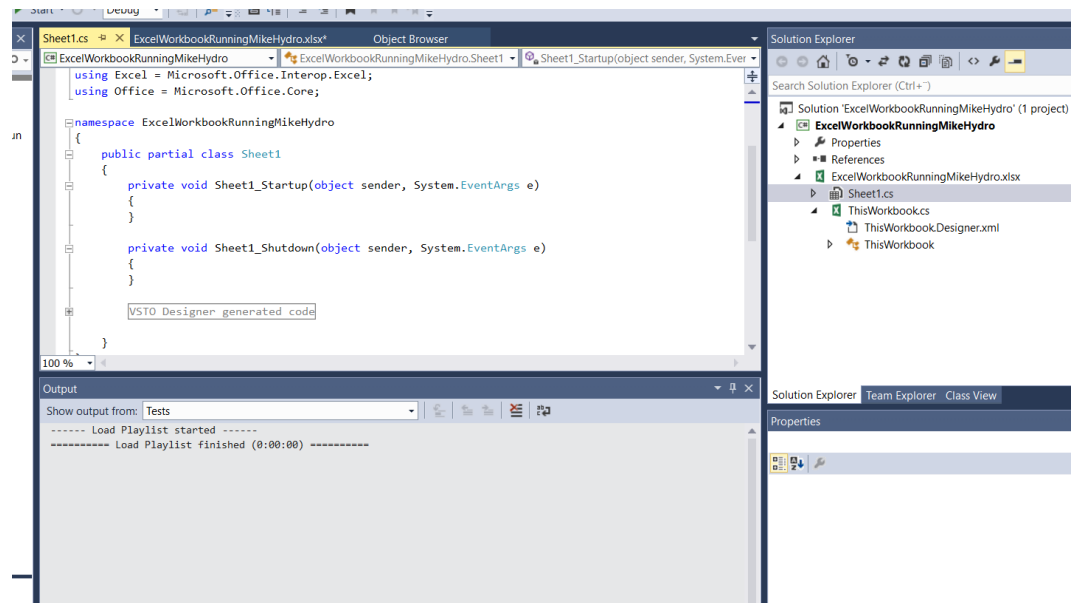 Start
Debug
Sheet1.cs
ExcelWorkbookRunningMikeHydro.xlsx*
Object Browser
ExcelWorkbookRunningMikeHydro
ExcelWorkbookRunningMikeHydro.Sheet1
Sheet1_Startup(object sender, System.Ever
using Excel = Microsoft.Office.Interop.Excel;
using Office = Microsoft.Office.Core;
namespace ExcelWorkbookRunningMikeHydro
{
public partial class Sheet1
{
private void Sheet1_Startup(object sender, System.EventArgs e)
{
}
private void Sheet1_Shutdown(object sender, System.EventArgs e)
{
}
VSTO Designer generated code
}
100 %
Output
Show output from: Tests
------ Load Playlist started ------
========== Load Playlist finished (0:00:00) ==========
Solution Explorer
Search Solution Explorer (Ctrl+¨)
Solution 'ExcelWorkbookRunningMikeHydro' (1 project)
C# ExcelWorkbookRunningMikeHydro
Properties
References
ExcelWorkbookRunningMikeHydro.xlsx
Sheet1.cs
ThisWorkbook.cs
ThisWorkbook.Designer.xml
ThisWorkbook
Solution Explorer Team Explorer Class View
Properties